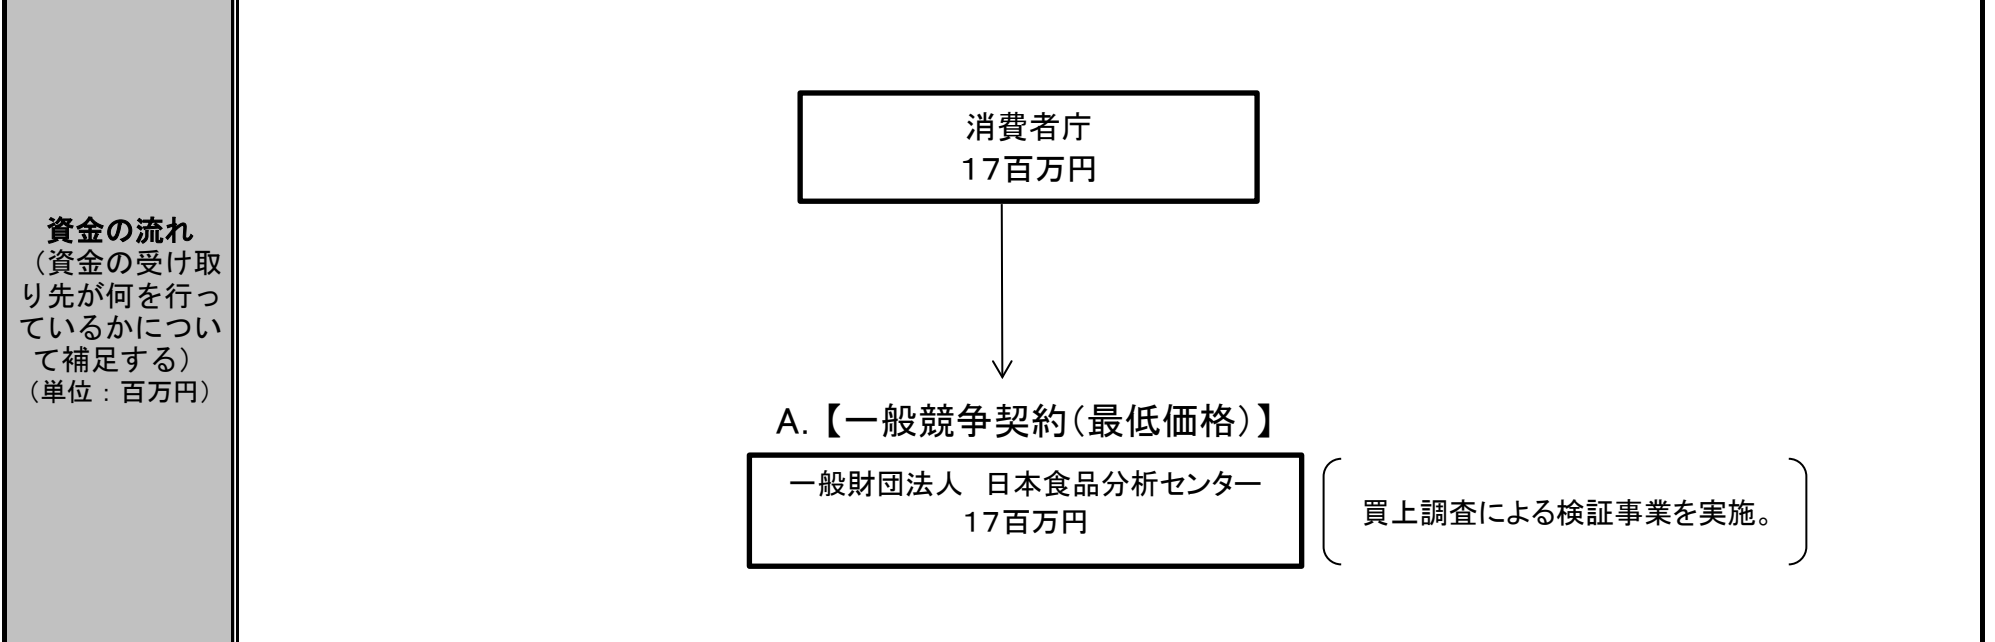 資金の流れ
（資金の受け取
り先が何を行っ
ているかについ
て補足する）
（単位：百万円）
消費者庁
１７百万円
A．【一般競争契約（最低価格）】
一般財団法人　日本食品分析センター
１７百万円
買上調査による検証事業を実施。